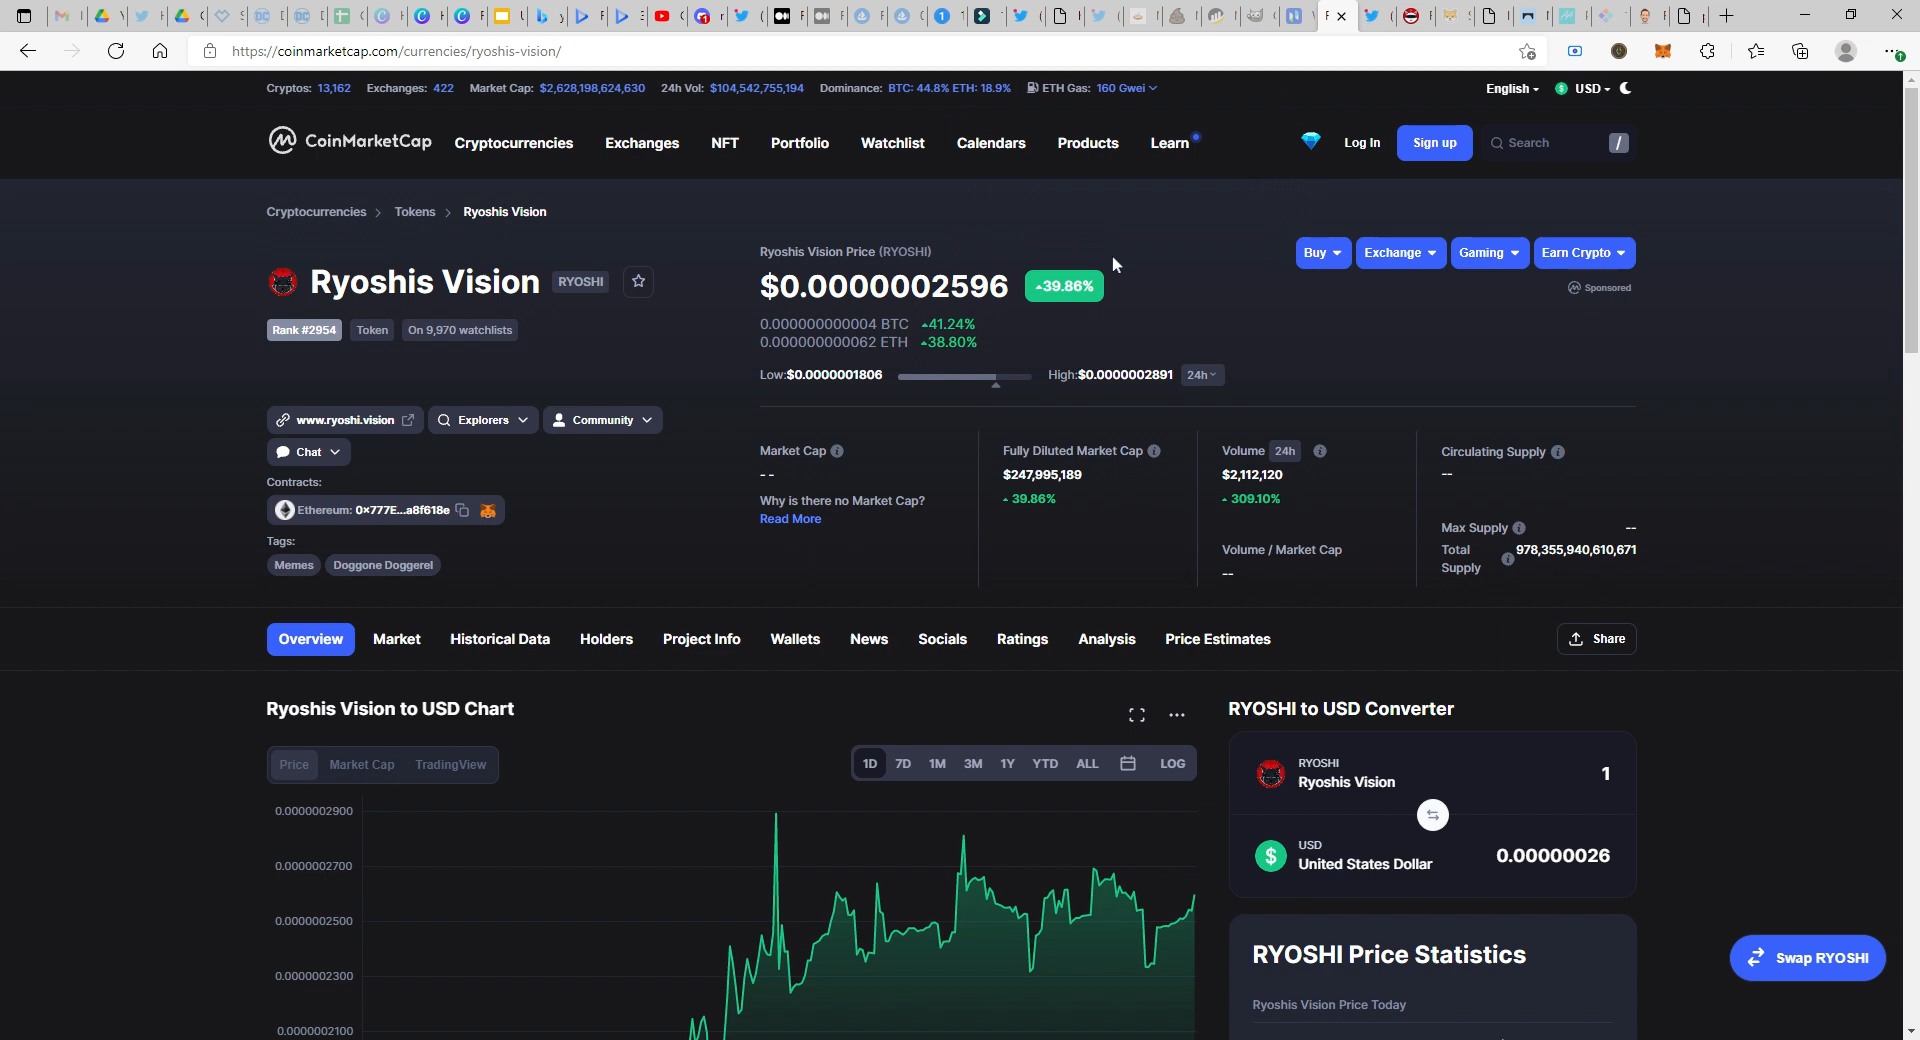 https://coinmarketcap.com/currencies/ryoshis-vision/
Cryptos: 13,162 Exchanges: 422 Market Cap: $2,628,198,624,630 24h Vol: $104,542,755,194 Dominance: BTC: 44.8% ETH: 18.9% ETH Gas: 160 Gwei English USD
CoinMarketCap Cryptocurrencies Exchanges NFT Portfolio Watchlist Calendars Products Learn Log In Sign up Search /
Cryptocurrencies > Tokens > Ryoshis Vision
Ryoshis Vision Price (RYOSHI)
Buy Exchange Gaming Earn Crypto
Ryoshis Vision RYOSHI
$0.0000002596 39.86%
Sponsored
Rank #2954 Token On 9,970 watchlists
0.000000000004 BTC 41.24%
0.000000000062 ETH 38.80%
Low:$0.0000001806 High:$0.0000002891 24h
www.ryoshi.vision Explorers Community
Chat
Contracts:
Ethereum: 0x777E...a8f618e
Tags:
Memes Doggone Doggerel
Market Cap
--
Why is there no Market Cap?
Read More
Fully Diluted Market Cap
$247,995,189
39.86%
Volume 24h
$2,112,120
309.10%
Volume / Market Cap
--
Circulating Supply
--
Max Supply --
Total Supply 978,355,940,610,671
Overview Market Historical Data Holders Project Info Wallets News Socials Ratings Analysis Price Estimates Share
Ryoshis Vision to USD Chart
Price Market Cap TradingView
1D 7D 1M 3M 1Y YTD ALL LOG
0.0000002900
0.0000002700
0.0000002500
0.0000002300
0.0000002100
RYOSHI to USD Converter
RYOSHI
Ryoshis Vision 1
USD
United States Dollar 0.00000026
RYOSHI Price Statistics
Ryoshis Vision Price Today
Swap RYOSHI